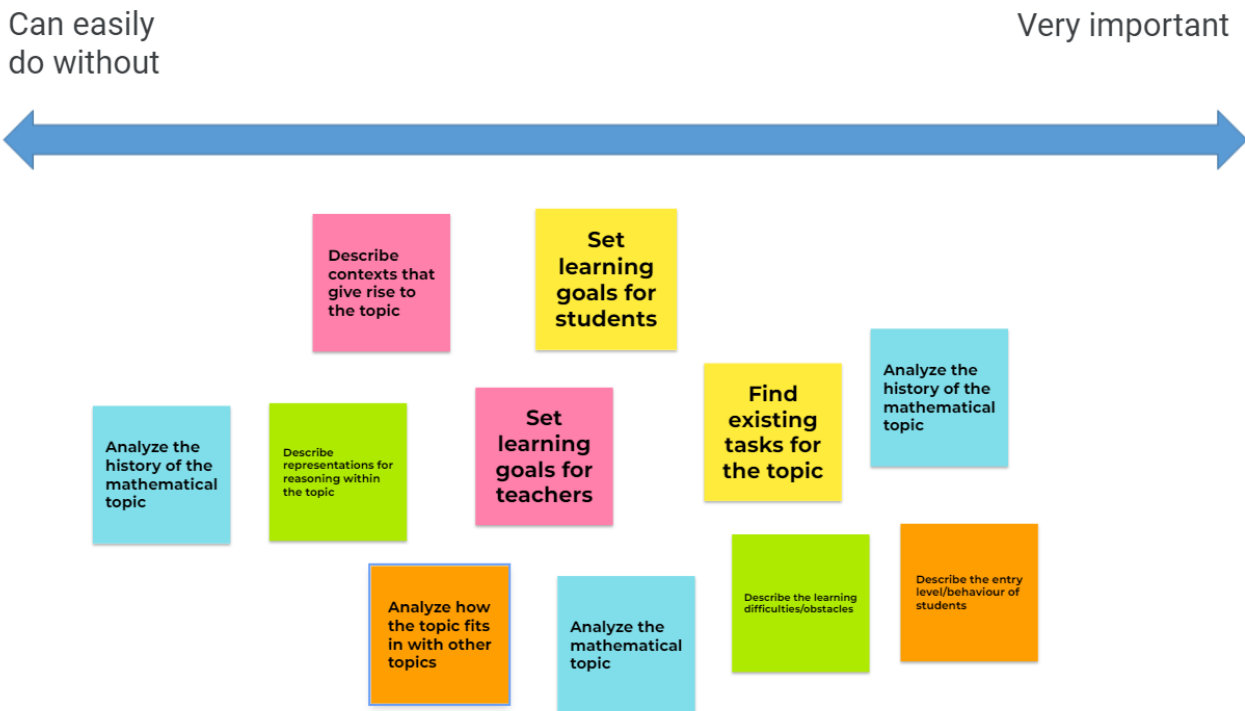 Can easily
do without
Very important
Describe
contexts that
give rise to
the topic
Set
learning
goals for
students
Analyze the
history of the
mathematical
topic
Find
existing
tasks for
the topic
Set
learning
goals for
teachers
Analyze the
history of the
mathematical
topic
Describe
representations for
reasoning within
the topic
Analyze how
the topic fits
in with other
topics
Analyze the
mathematical
topic
Describe the learning
difficulties/obstacles
Describe the entry
level/behaviour of
students